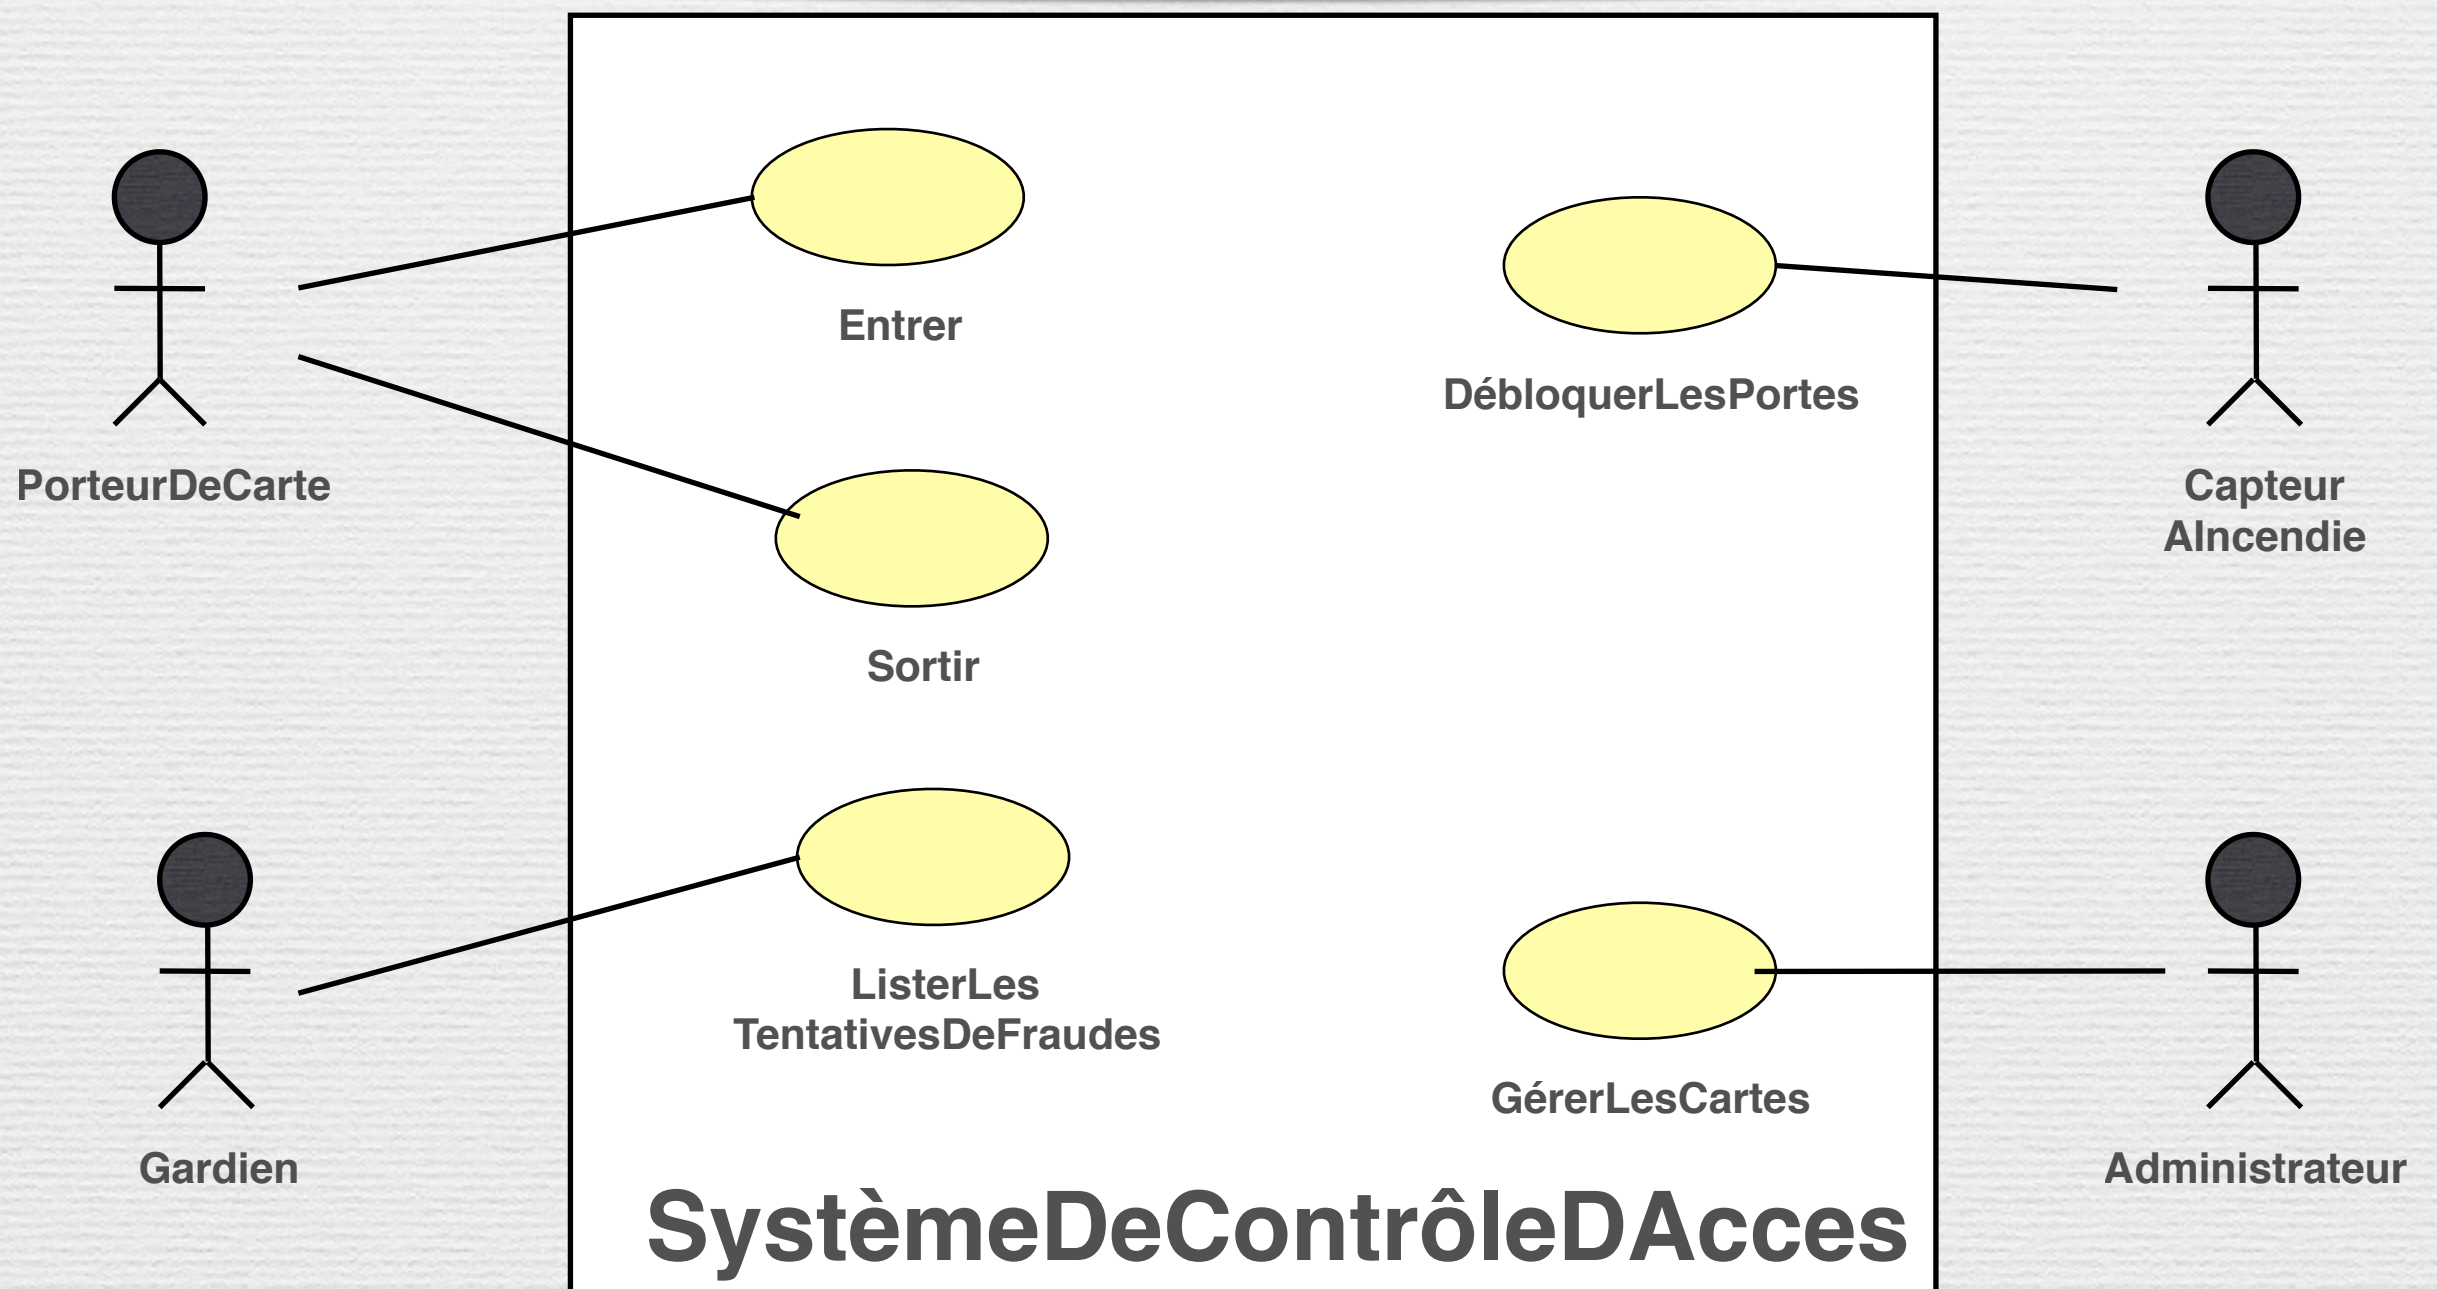 Entrer
DébloquerLesPortes
PorteurDeCarte
Capteur
AIncendie
Sortir
ListerLes
TentativesDeFraudes
GérerLesCartes
Gardien
Administrateur
SystèmeDeContrôleDAcces